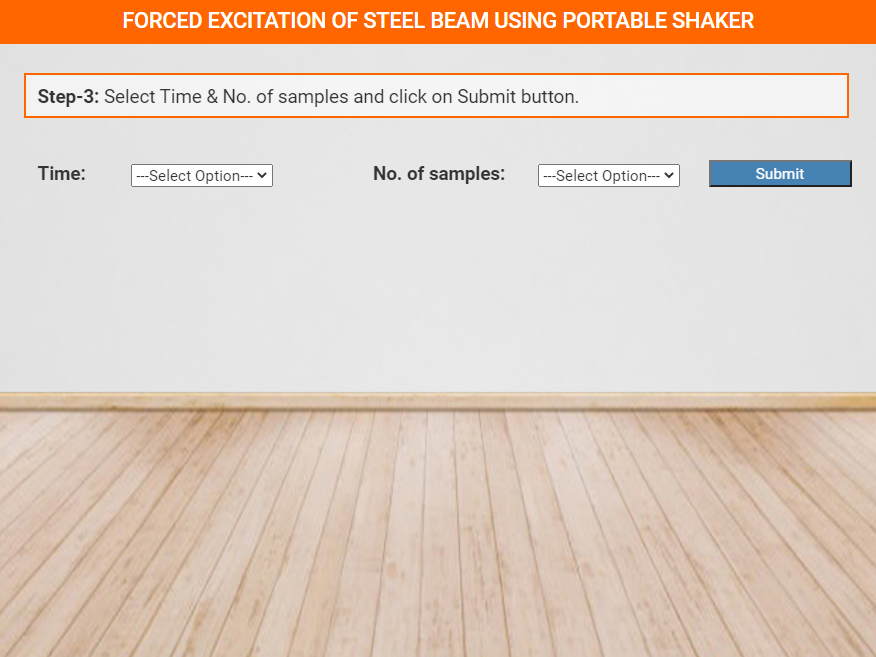 FORCED EXCITATION OF STEEL BEAM USING PORTABLE SHAKER
Step-3: Select Time & No. of samples and click on Submit button.
Time: ---Select Option--- No. of samples: ---Select Option--- Submit